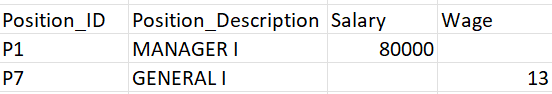 Position_ID Position_Description Salary Wage
P1 MANAGER I 80000
P7 GENERAL I 13